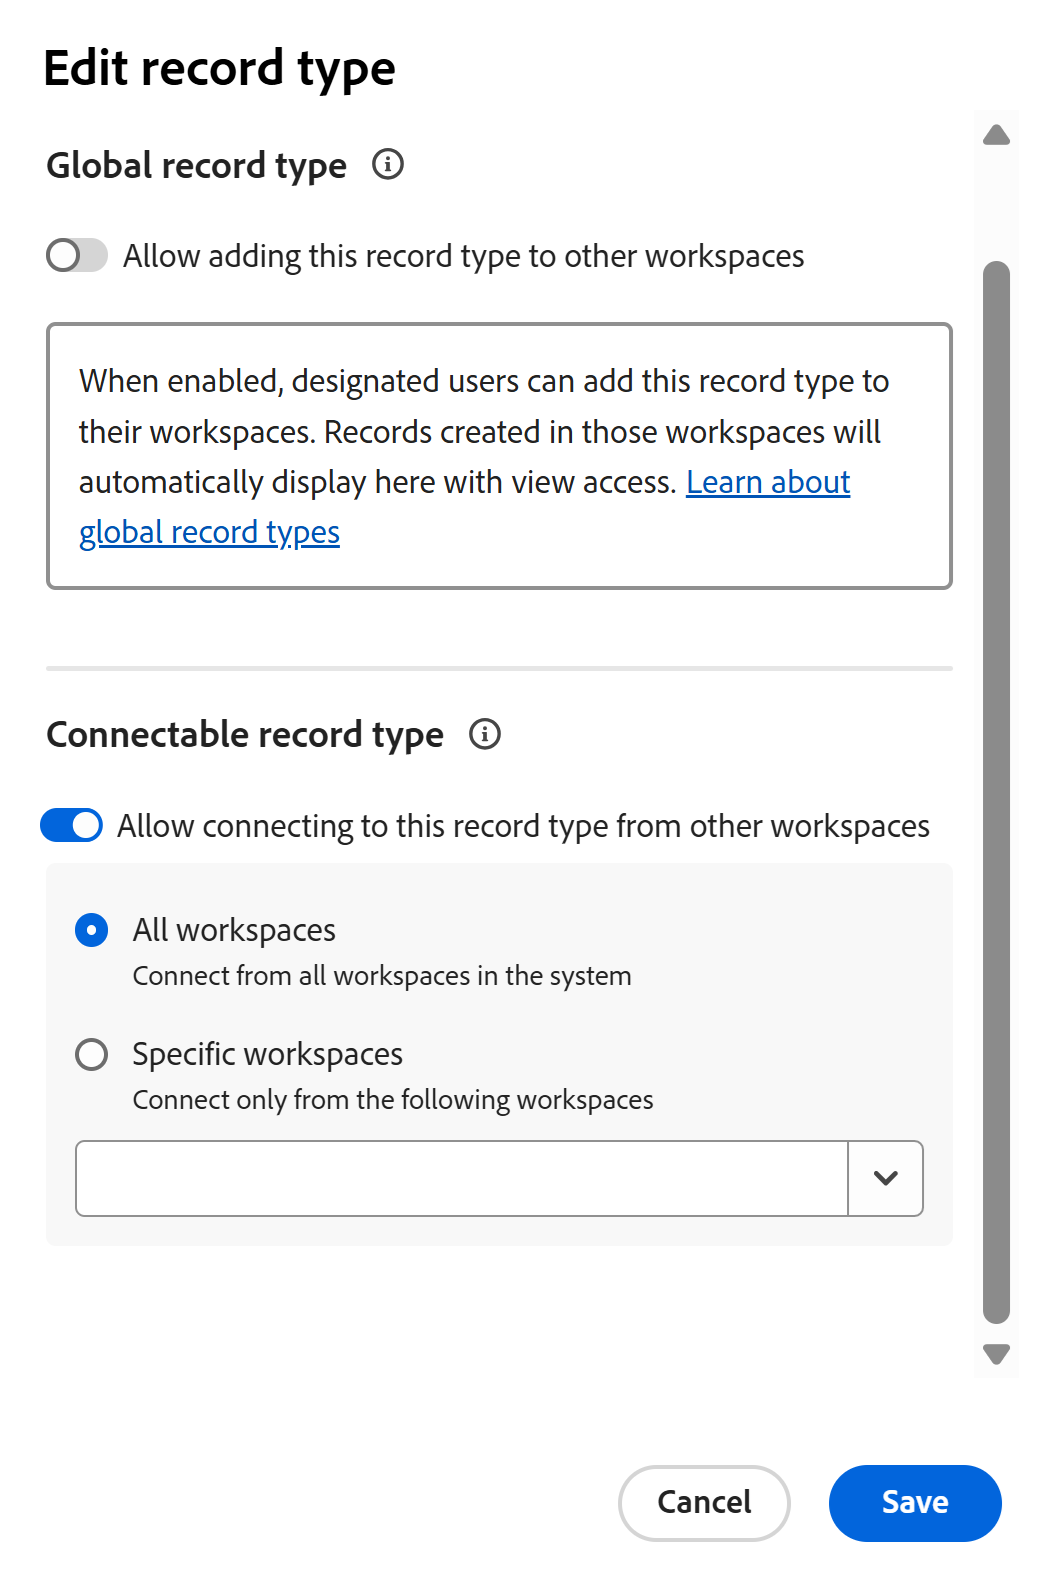 Edit record type
Global record type
Allow adding this record type to other workspaces
When enabled, designated users can add this record type to
their workspaces. Records created in those workspaces will
automatically display here with view access. Learn about
global record types
Connectable record type
Allow connecting to this record type from other workspaces
All workspaces
Connect from all workspaces in the system
Specific workspaces
Connect only from the following workspaces
Cancel
Save